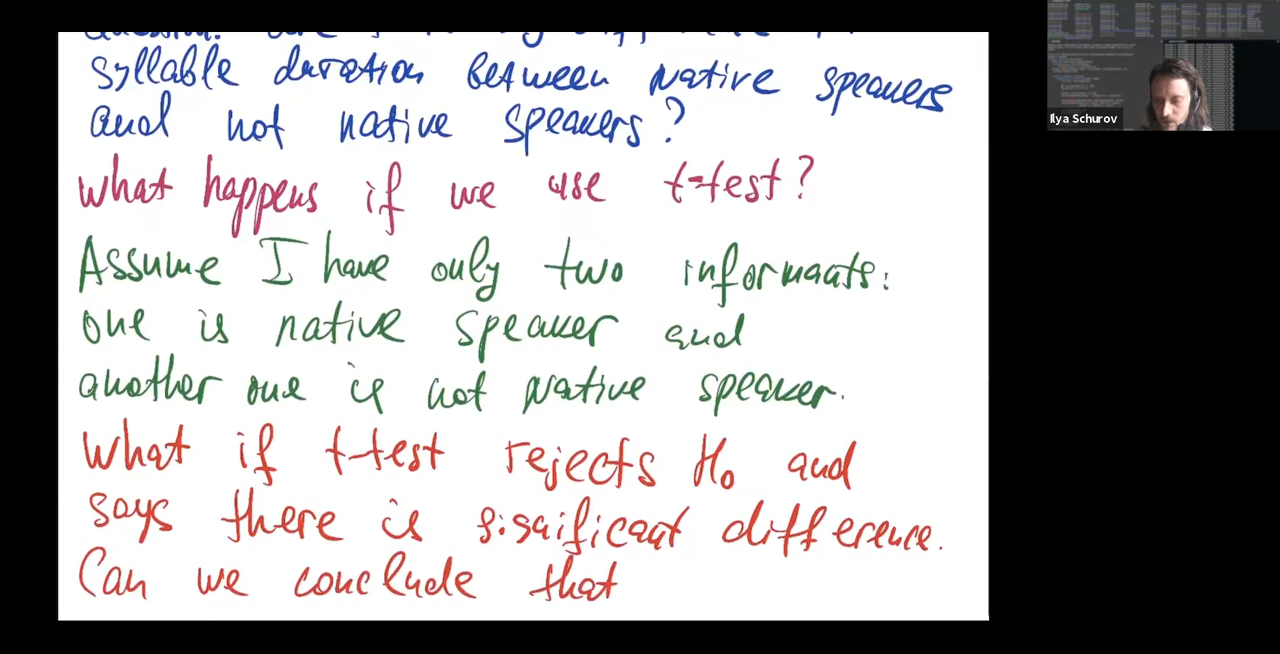 syllable duration between native speakers
and not native speakers?
What happens if we use t-test?
Assume I have only two informants:
one is native speaker and
another one is not native speaker.
What if t-test rejects H₀ and
says there is significant difference.
Can we conclude that
Ilya Schurov